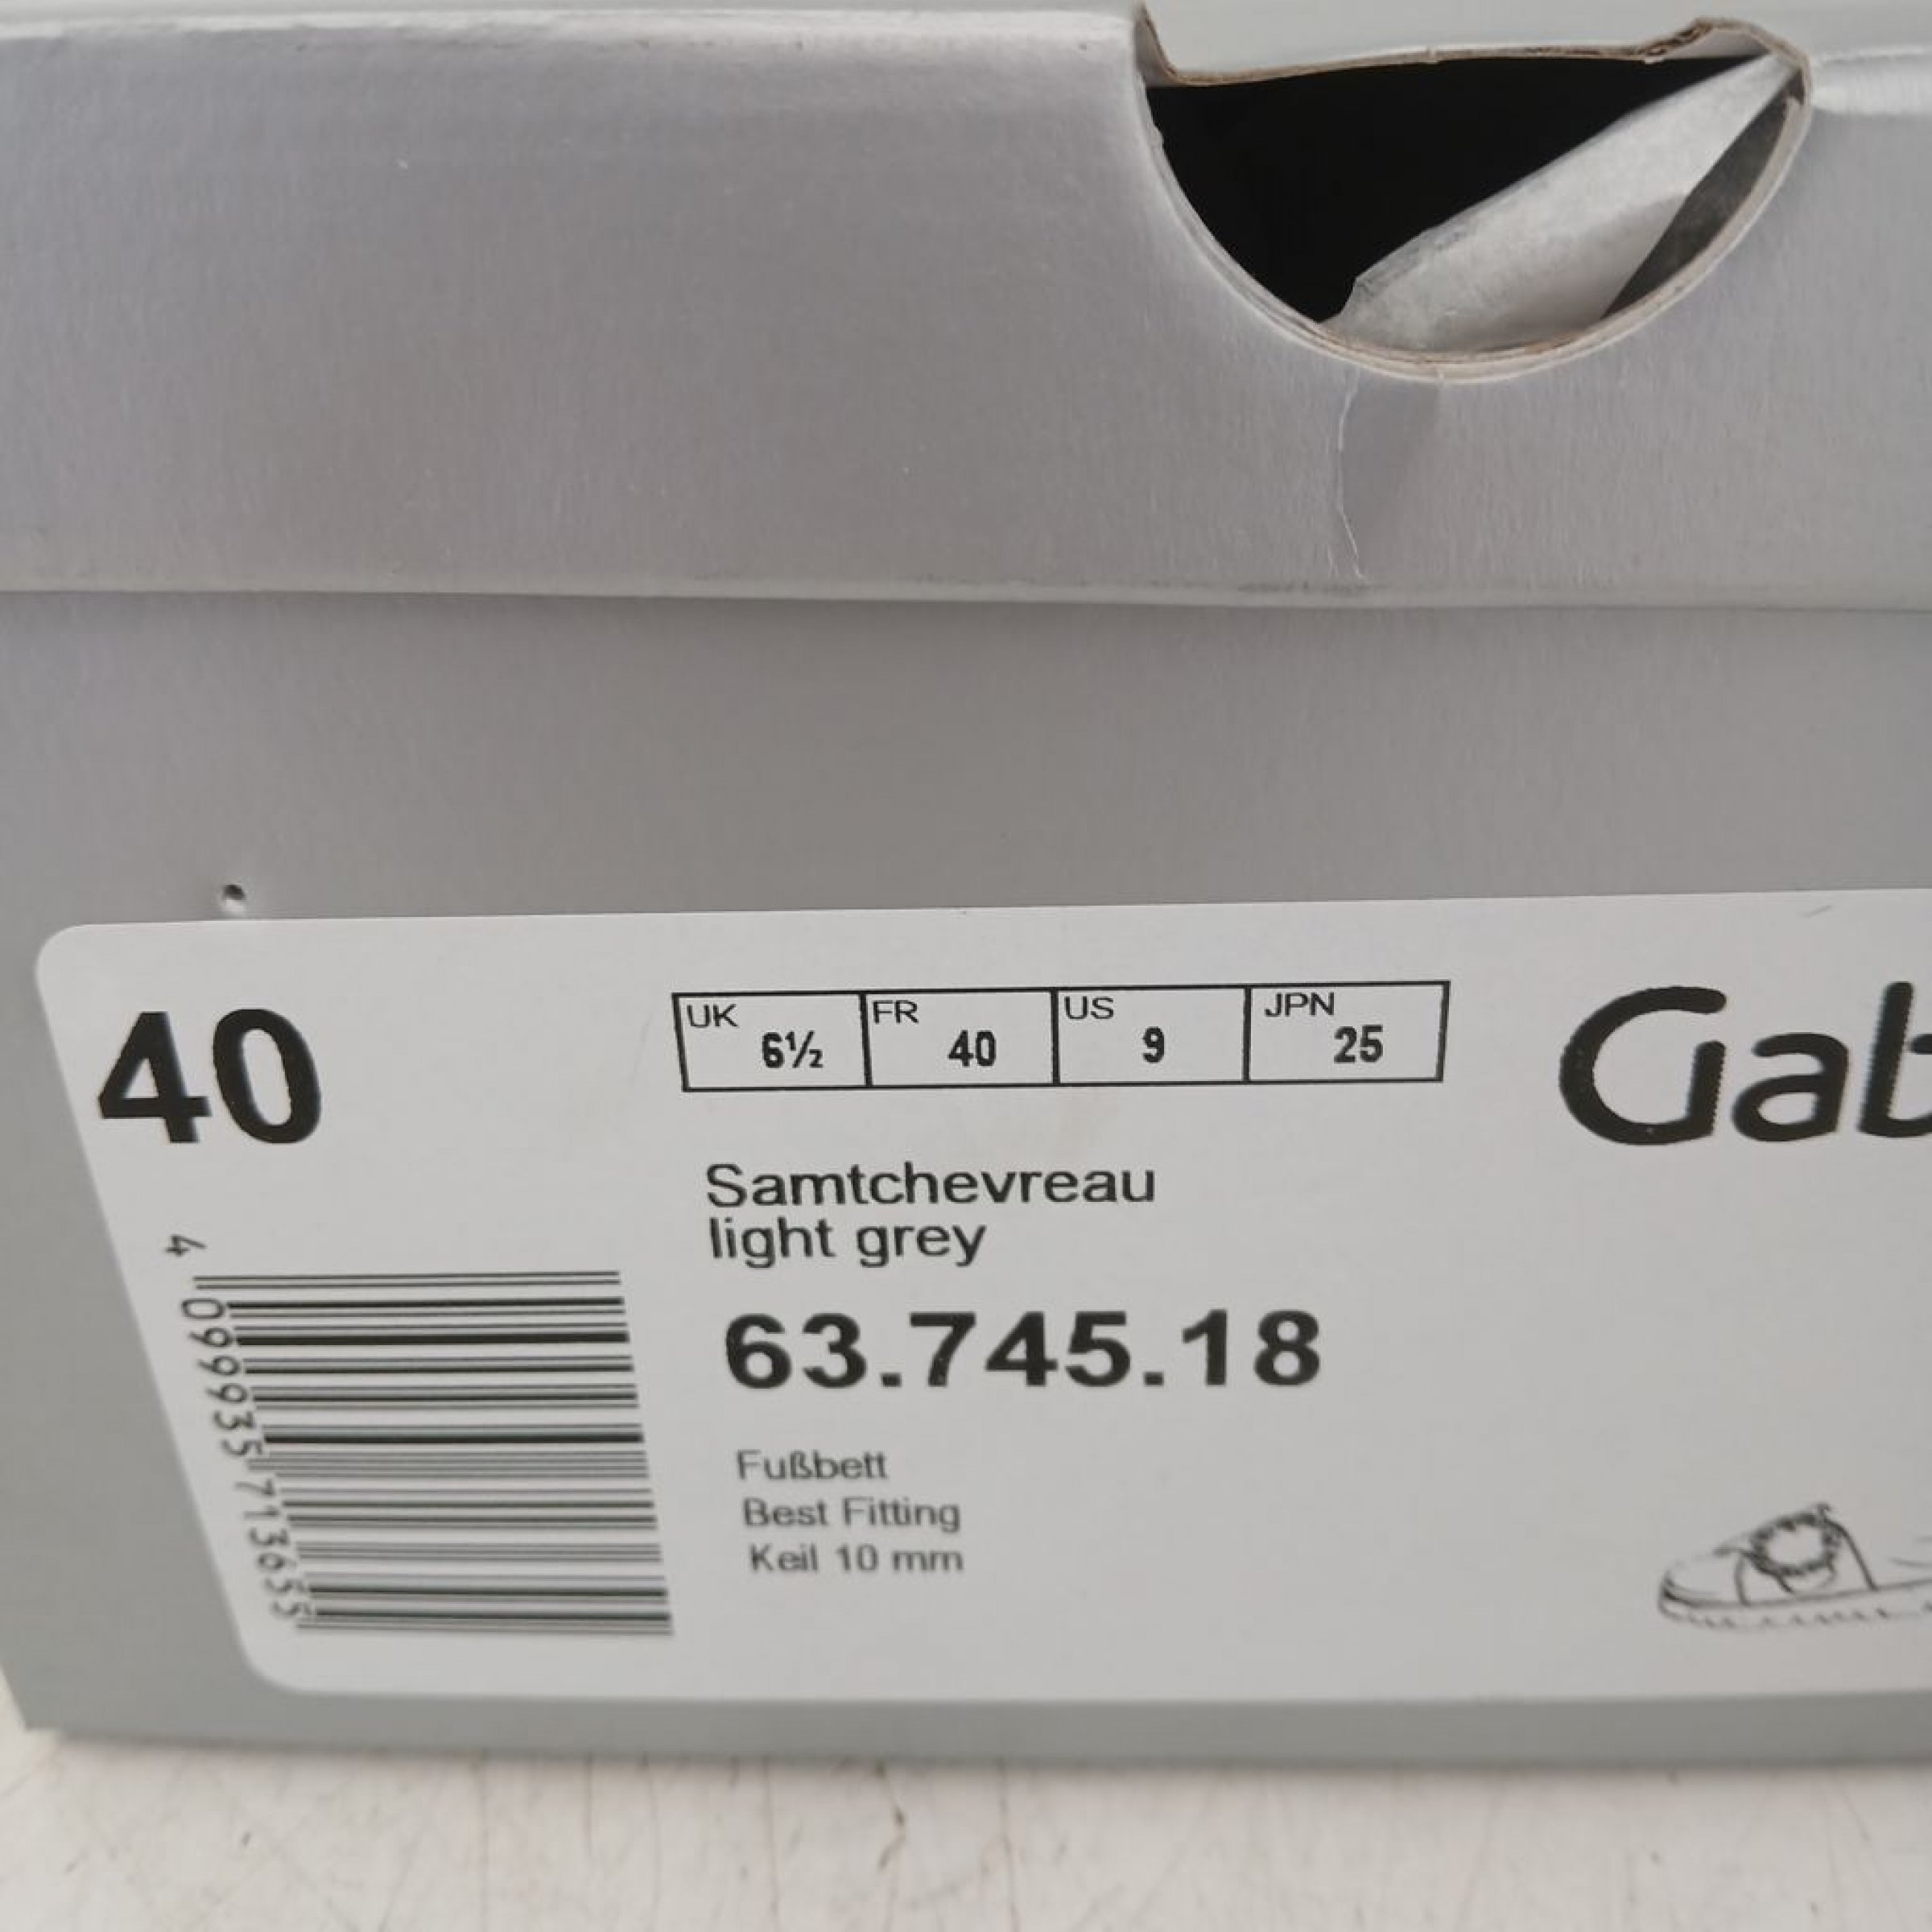 40
UK 6½ FR 40 US 9 JPN 25
Gab
Samtchevreau
light grey
63.745.18
Fußbett
Best Fitting
Keil 10 mm
4 099935 713655